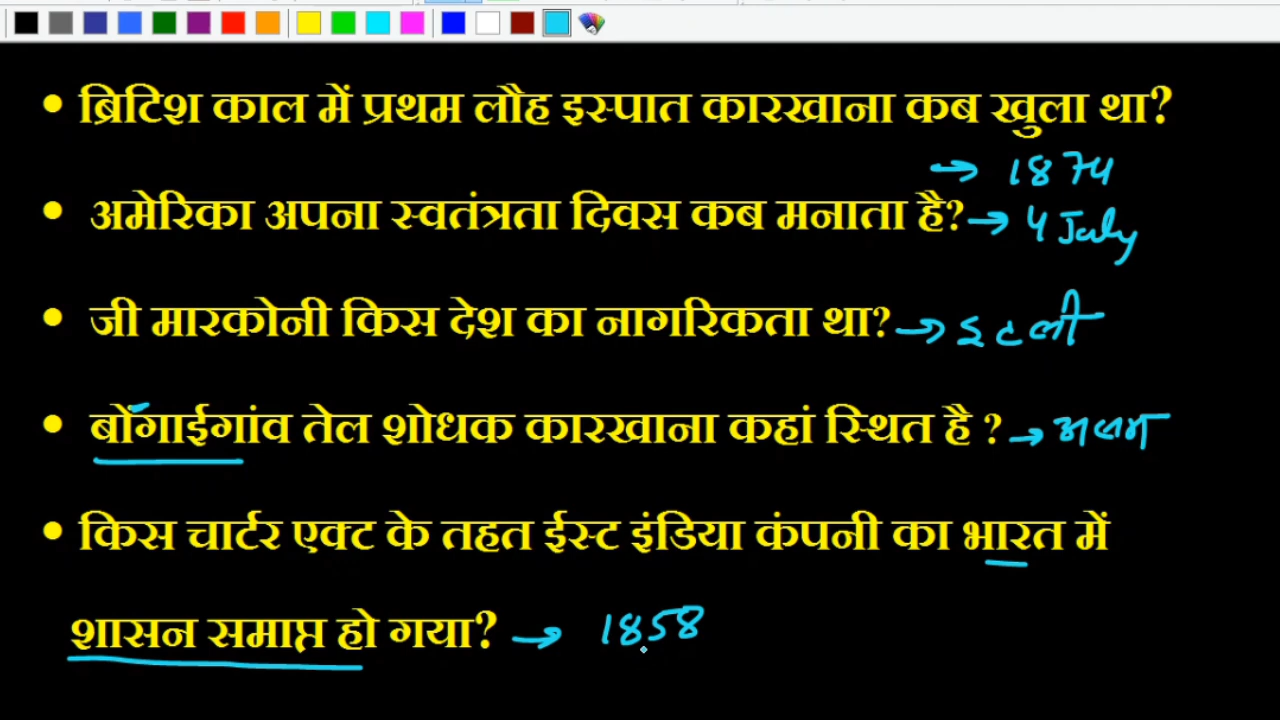 • ब्रिटिश काल में प्रथम लौह इस्पात कारखाना कब खुला था?
→ 1874
• अमेरिका अपना स्वतंत्रता दिवस कब मनाता है? → 4 July
• जी मारकोनी किस देश का नागरिकता था? → इटली
• बोंगाईगांव तेल शोधक कारखाना कहां स्थित है ? → असम
• किस चार्टर एक्ट के तहत ईस्ट इंडिया कंपनी का भारत में
शासन समाप्त हो गया? → 1858